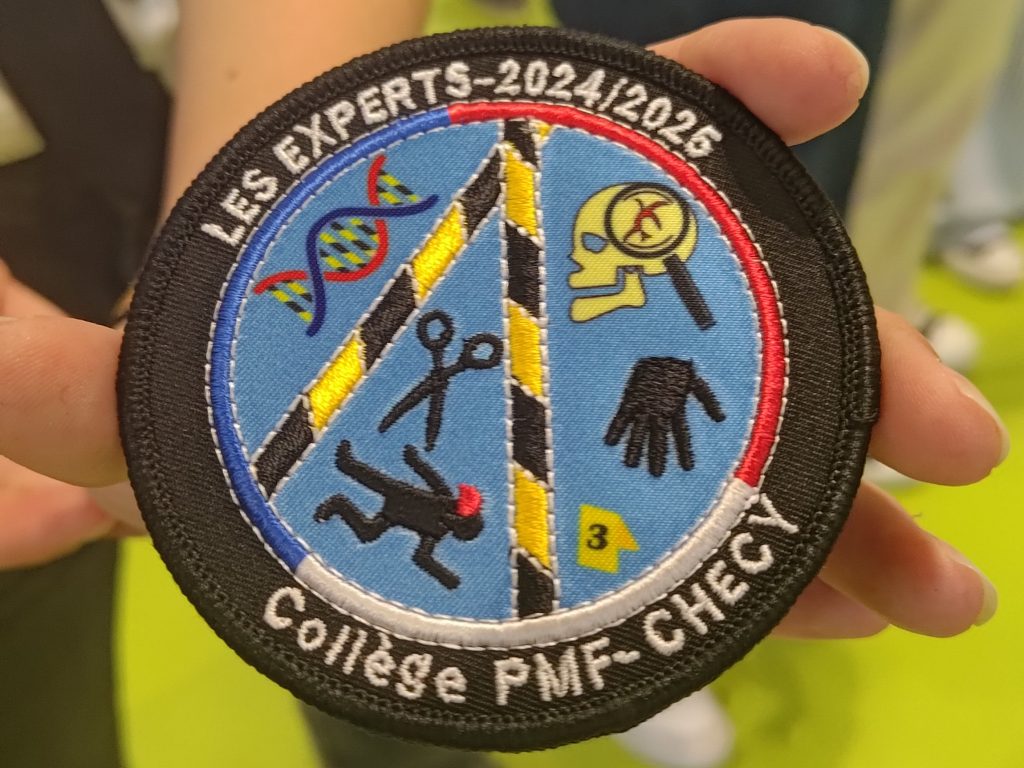 LES EXPERTS-2024/2025
3
Collège PMF-CHECY